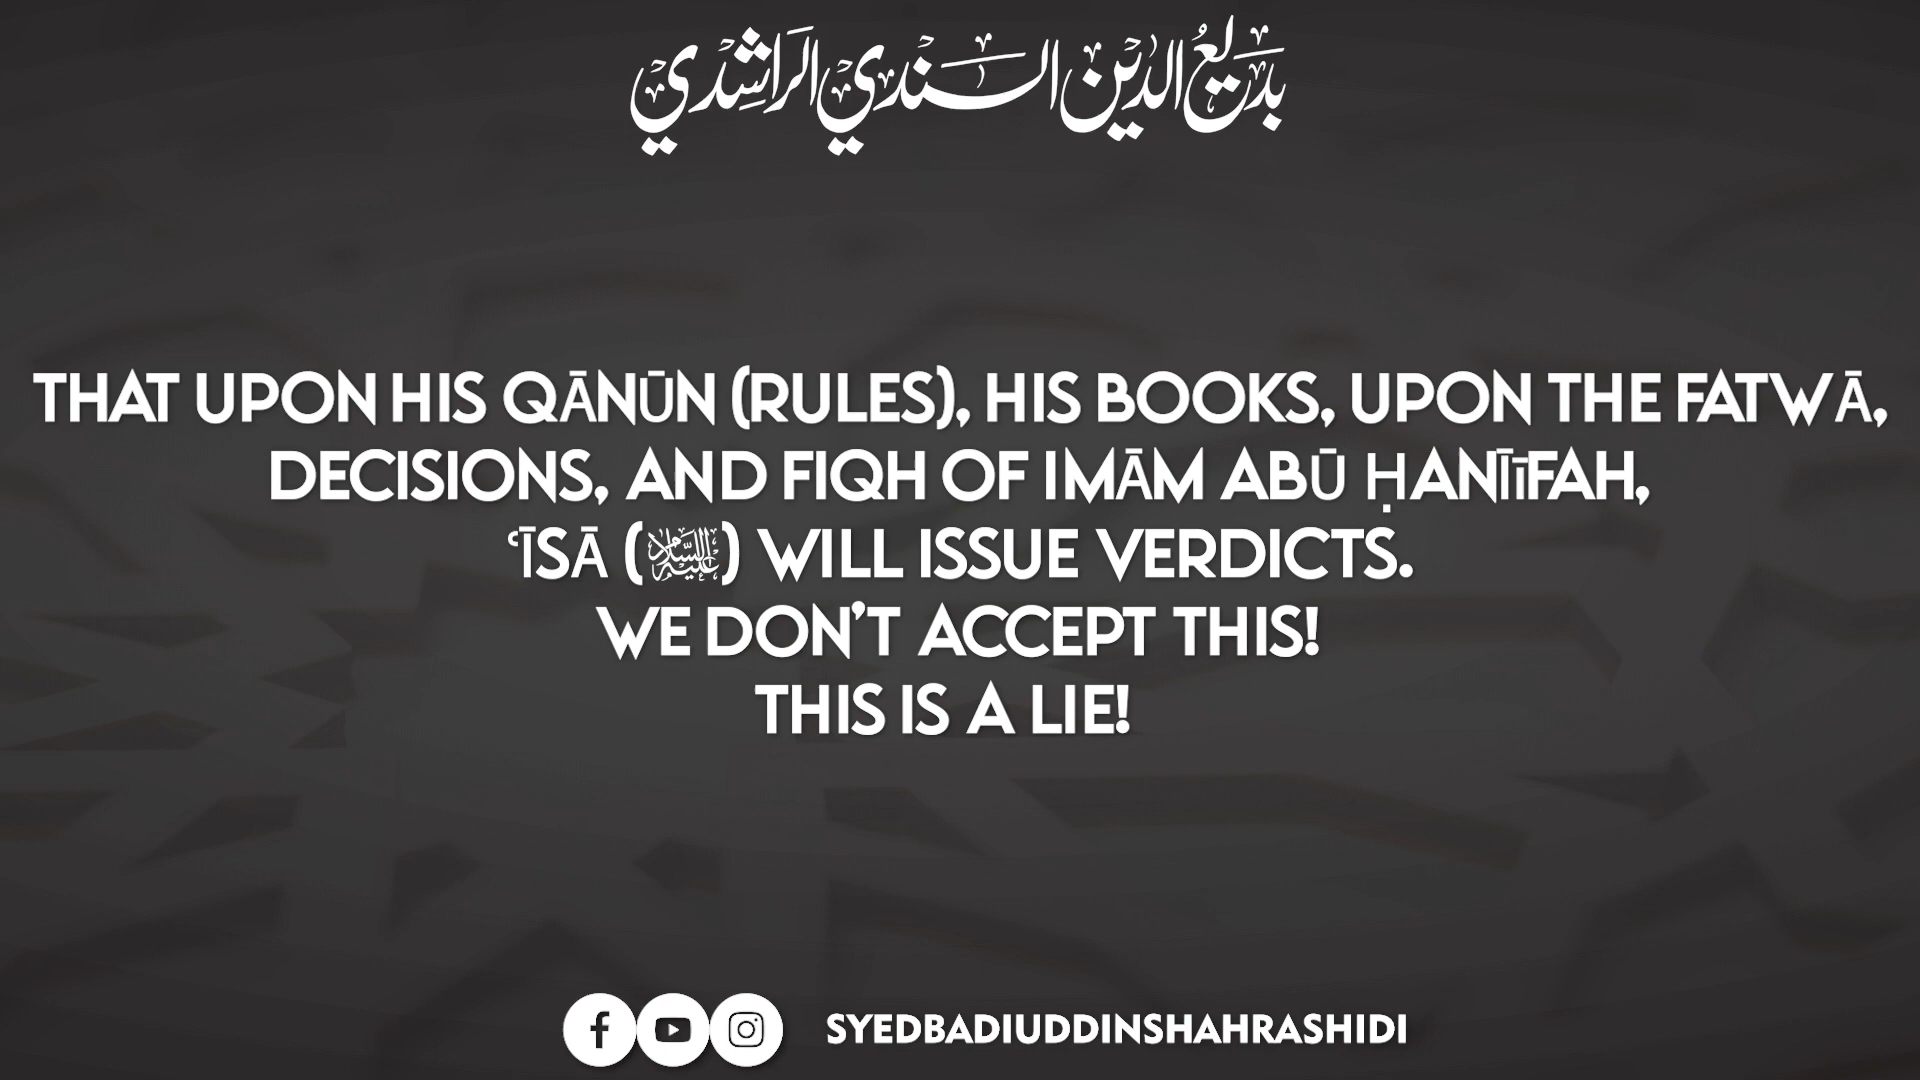 بديع الدين السندي الراشدي
THAT UPON HIS QĀNŪN (RULES), HIS BOOKS, UPON THE FATWĀ,
DECISIONS, AND FIQH OF IMĀM ABŪ ḤANĪīFAH,
ʿĪSĀ (عليه السلام) WILL ISSUE VERDICTS.
WE DON'T ACCEPT THIS!
THIS IS A LIE!
SYEDBADIUDDINSHAHRASHIDI